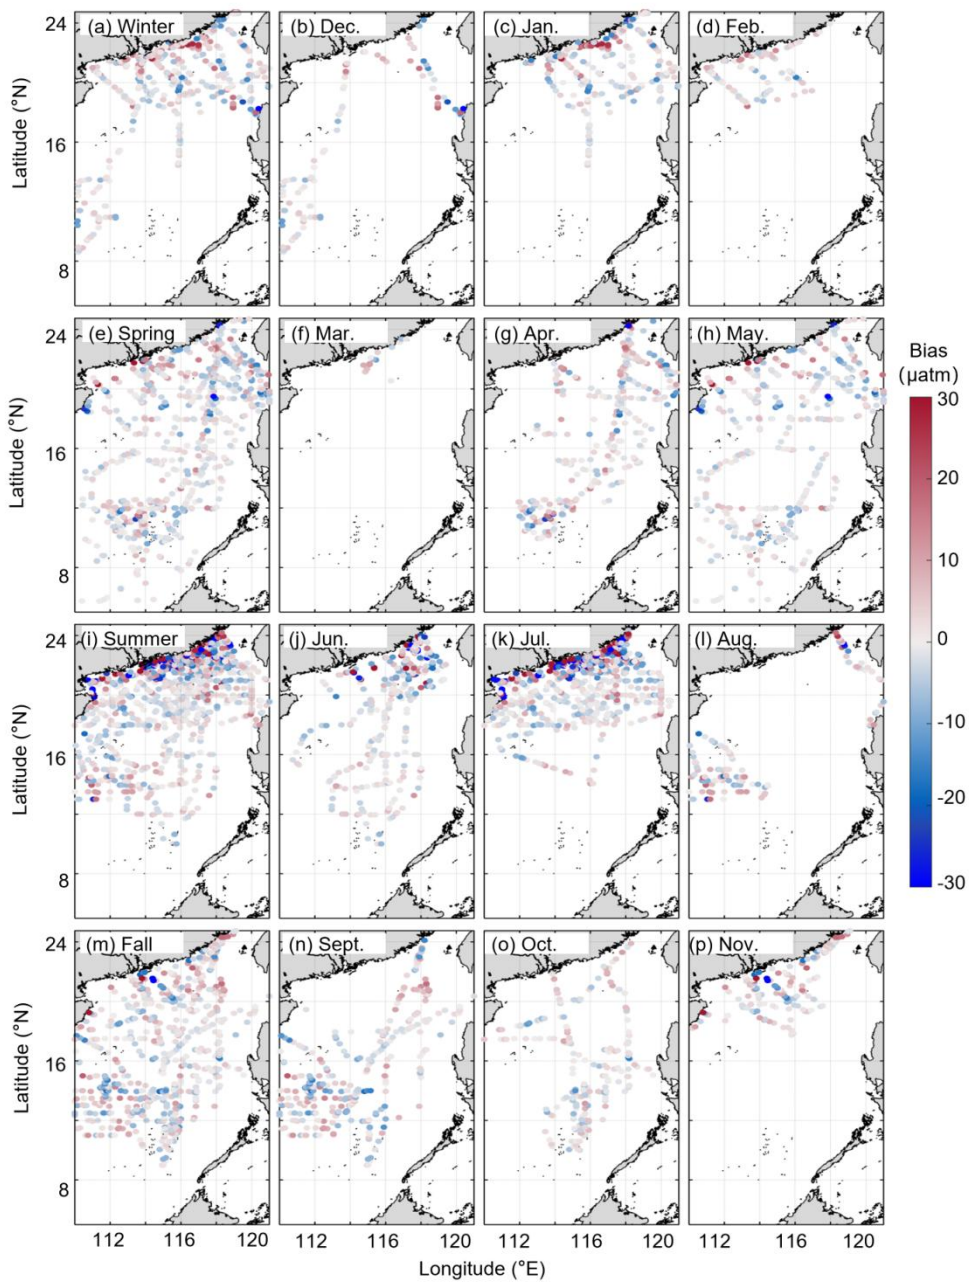 (a) Winter
(b) Dec.
(c) Jan.
(d) Feb.
24
16
8
Latitude (°N)
(e) Spring
(f) Mar.
(g) Apr.
(h) May.
24
16
8
Latitude (°N)
Bias
(μatm)
30
20
10
0
-10
-20
-30
(i) Summer
(j) Jun.
(k) Jul.
(l) Aug.
24
16
8
Latitude (°N)
(m) Fall
(n) Sept.
(o) Oct.
(p) Nov.
24
16
8
Latitude (°N)
112 116 120 112 116 120 112 116 120 112 116 120
Longitude (°E)